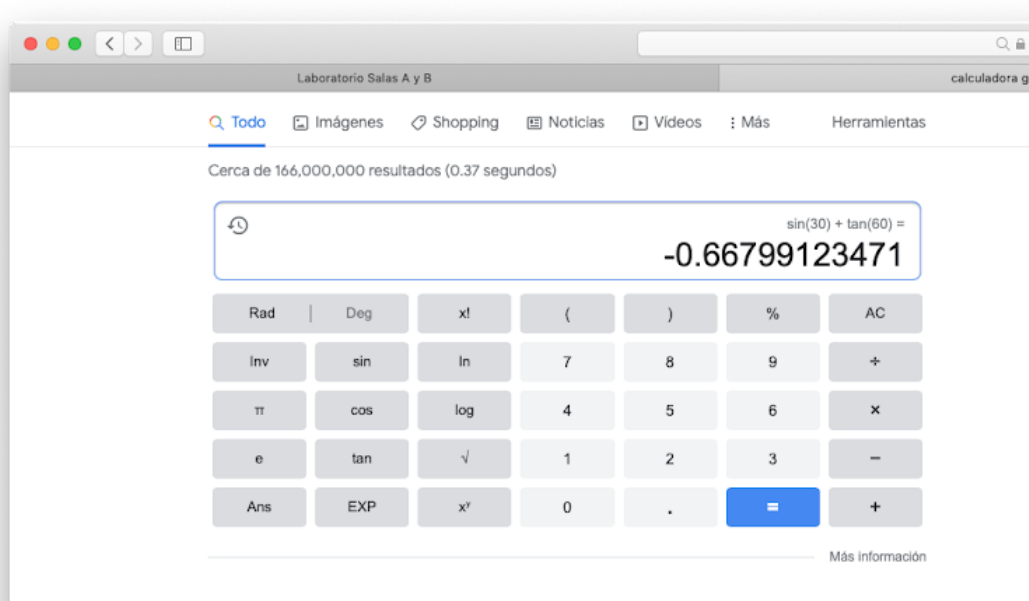 Laboratorio Salas A y B
calculadora g
Todo Imágenes Shopping Noticias Videos Más Herramientas
Cerca de 166,000,000 resultados (0.37 segundos)
sin(30) + tan(60) =
-0.66799123471
Rad | Deg x! ( ) % AC
Inv sin ln 7 8 9 ÷
π cos log 4 5 6 ×
e tan √ 1 2 3 −
Ans EXP xʸ 0 . = +
Más información